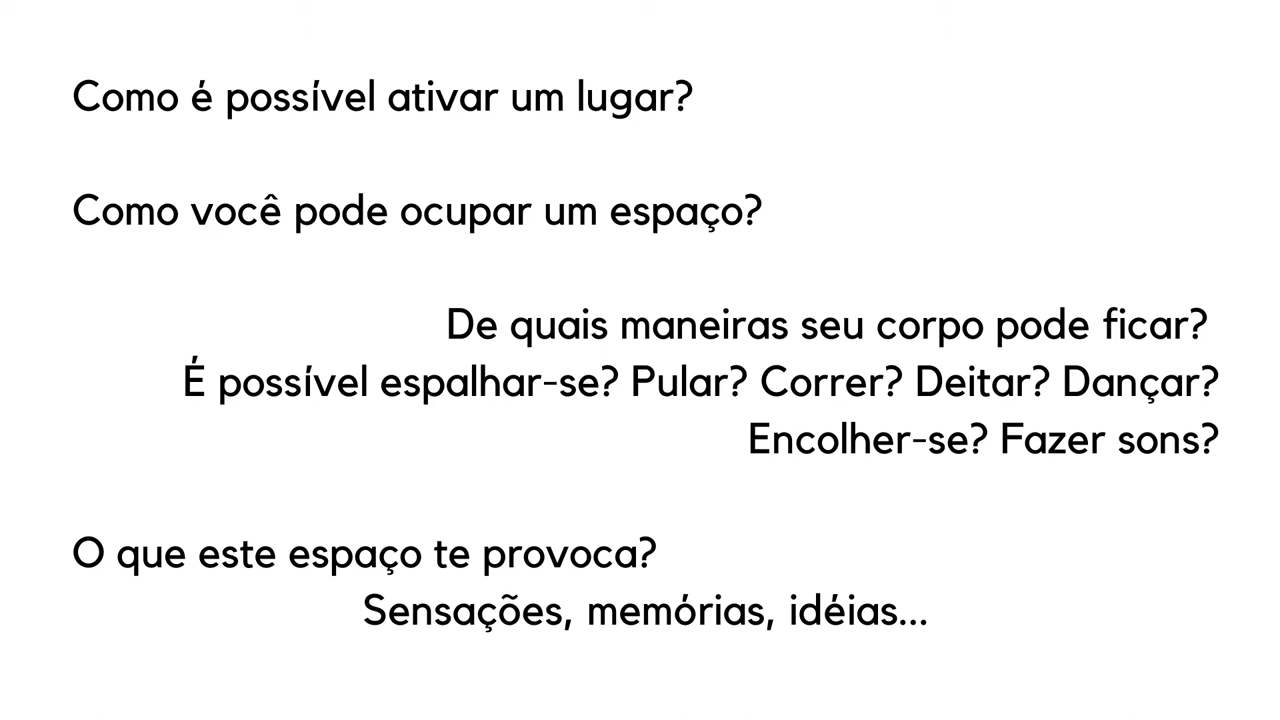 Como é possível ativar um lugar?
Como você pode ocupar um espaço?
De quais maneiras seu corpo pode ficar?
É possível espalhar-se? Pular? Correr? Deitar? Dançar?
Encolher-se? Fazer sons?
O que este espaço te provoca?
Sensações, memórias, idéias...